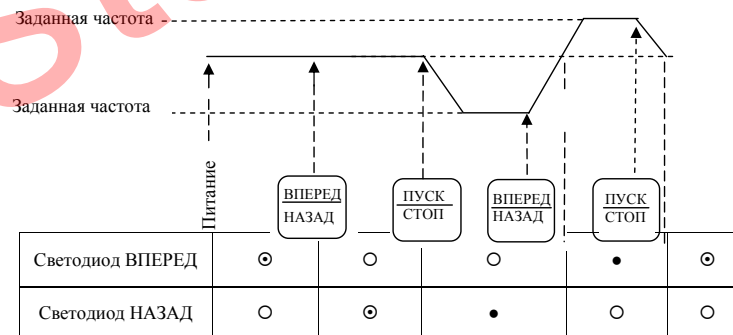 Заданная частота
Заданная частота
Питание
ВПЕРЕД
НАЗАД
ПУСК
СТОП
ВПЕРЕД
НАЗАД
ПУСК
СТОП
Светодиод ВПЕРЕД
Светодиод НАЗАД